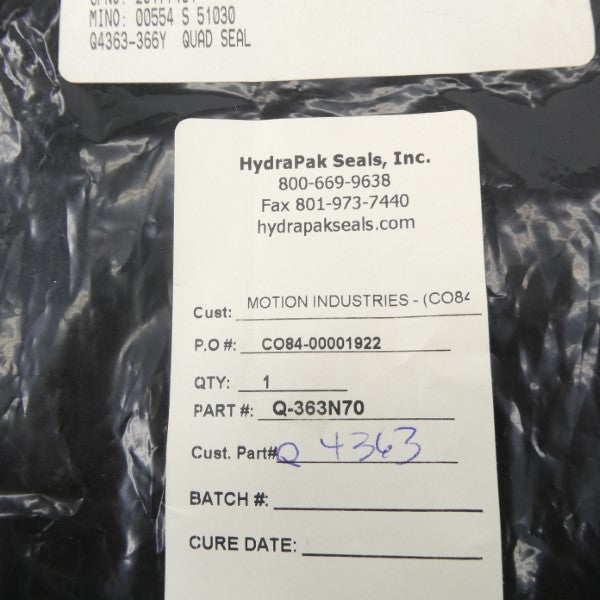 MINO: 00554 S 51030
Q4363-366Y QUAD SEAL
HydraPak Seals, Inc.
800-669-9638
Fax 801-973-7440
hydrapakseals.com
Cust: MOTION INDUSTRIES - (CO84
P.O #: CO84-00001922
QTY: 1
PART #: Q-363N70
Cust. Part# Q 4363
BATCH #:
CURE DATE: